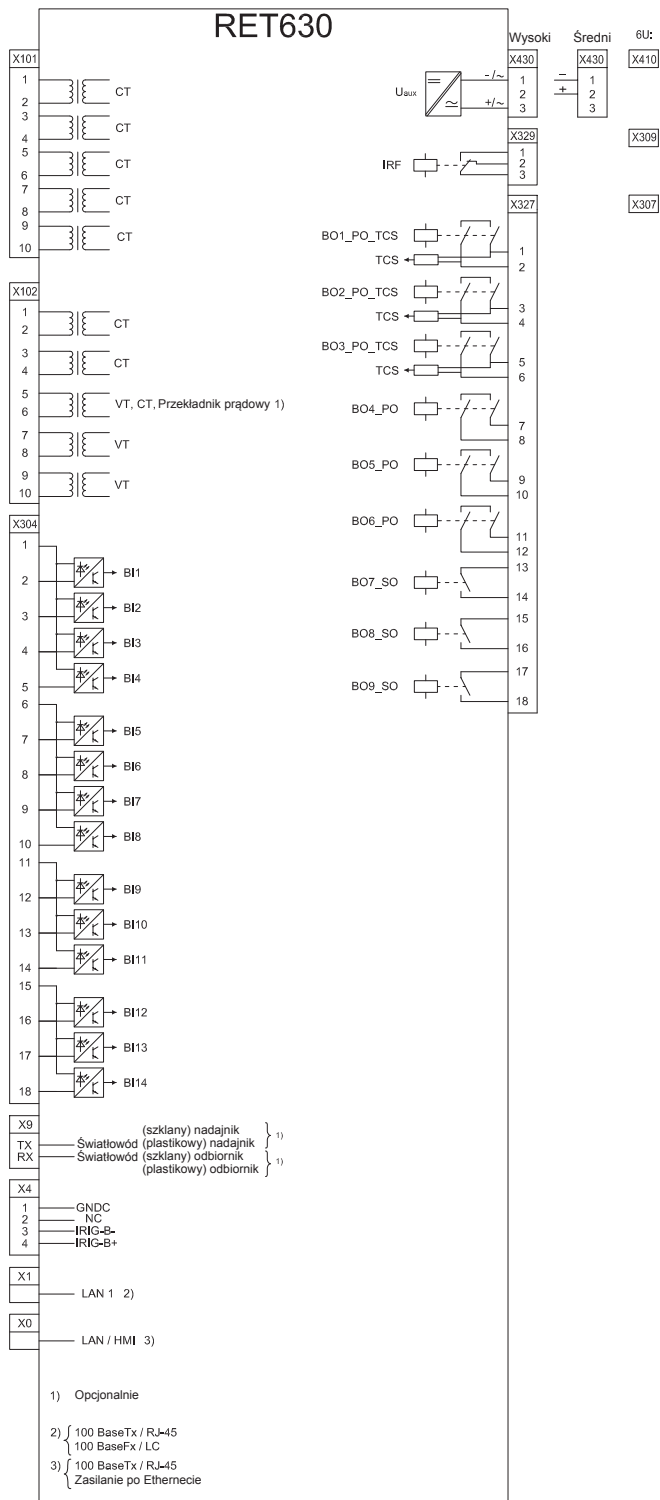 RET630
Wysoki Średni 6U:
X101
1
2
3
4
5
6
7
8
9
10
CT
CT
CT
CT
CT
X102
1
2
3
4
5
6
7
8
9
10
CT
CT
VT, CT, Przekładnik prądowy 1)
VT
VT
X304
1
2
3
4
5
6
7
8
9
10
11
12
13
14
15
16
17
18
BI1
BI2
BI3
BI4
BI5
BI6
BI7
BI8
BI9
BI10
BI11
BI12
BI13
BI14
X9
TX
RX
(szklany) nadajnik
Światłowód (plastikowy) nadajnik
1)
Światłowód (szklany) odbiornik
(plastikowy) odbiornik
1)
X4
1 GNDC
2 NC
3 IRIG-B-
4 IRIG-B+
X1
LAN 1 2)
X0
LAN / HMI 3)
1) Opcjonalnie
2) 100 BaseTx / RJ-45
100 BaseFx / LC
3) 100 BaseTx / RJ-45
Zasilanie po Ethernecie
X430 X430 X410
Uaux
- /~
+/~
1
2
3
−
+
1
2
3
X329 X309
IRF
1
2
3
X327 X307
BO1_PO_TCS
TCS
1
2
BO2_PO_TCS
TCS
3
4
BO3_PO_TCS
TCS
5
6
BO4_PO
7
8
BO5_PO
9
10
BO6_PO
11
12
BO7_SO
13
14
BO8_SO
15
16
BO9_SO
17
18